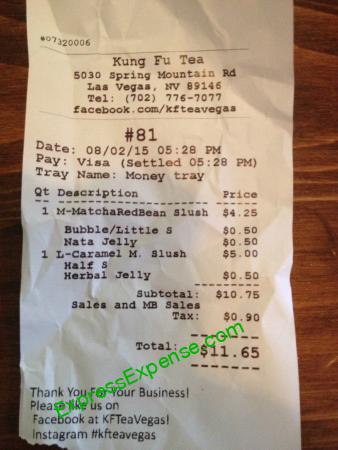 #07320006
Kung Fu Tea
5030 Spring Mountain Rd
Las Vegas, NV 89146
Tel: (702) 776-7077
facebook.com/kfteavegas
#81
Date: 08/02/15 05:28 PM
Pay: Visa (Settled 05:28 PM)
Tray Name: Money tray
Qt Description Price
1 M-MatchaRedBean Slush $4.25
Bubble/Little S $0.50
Nata Jelly $0.50
1 L-Caramel M. Slush $5.00
Half S
Herbal Jelly $0.50
Subtotal: $10.75
Sales and MB Sales
Tax: $0.90
Total: $11.65
ExpressExpense.com
Thank You For Your Business!
Please like us on
Facebook at KFTeaVegas!
Instagram #kfteavegas